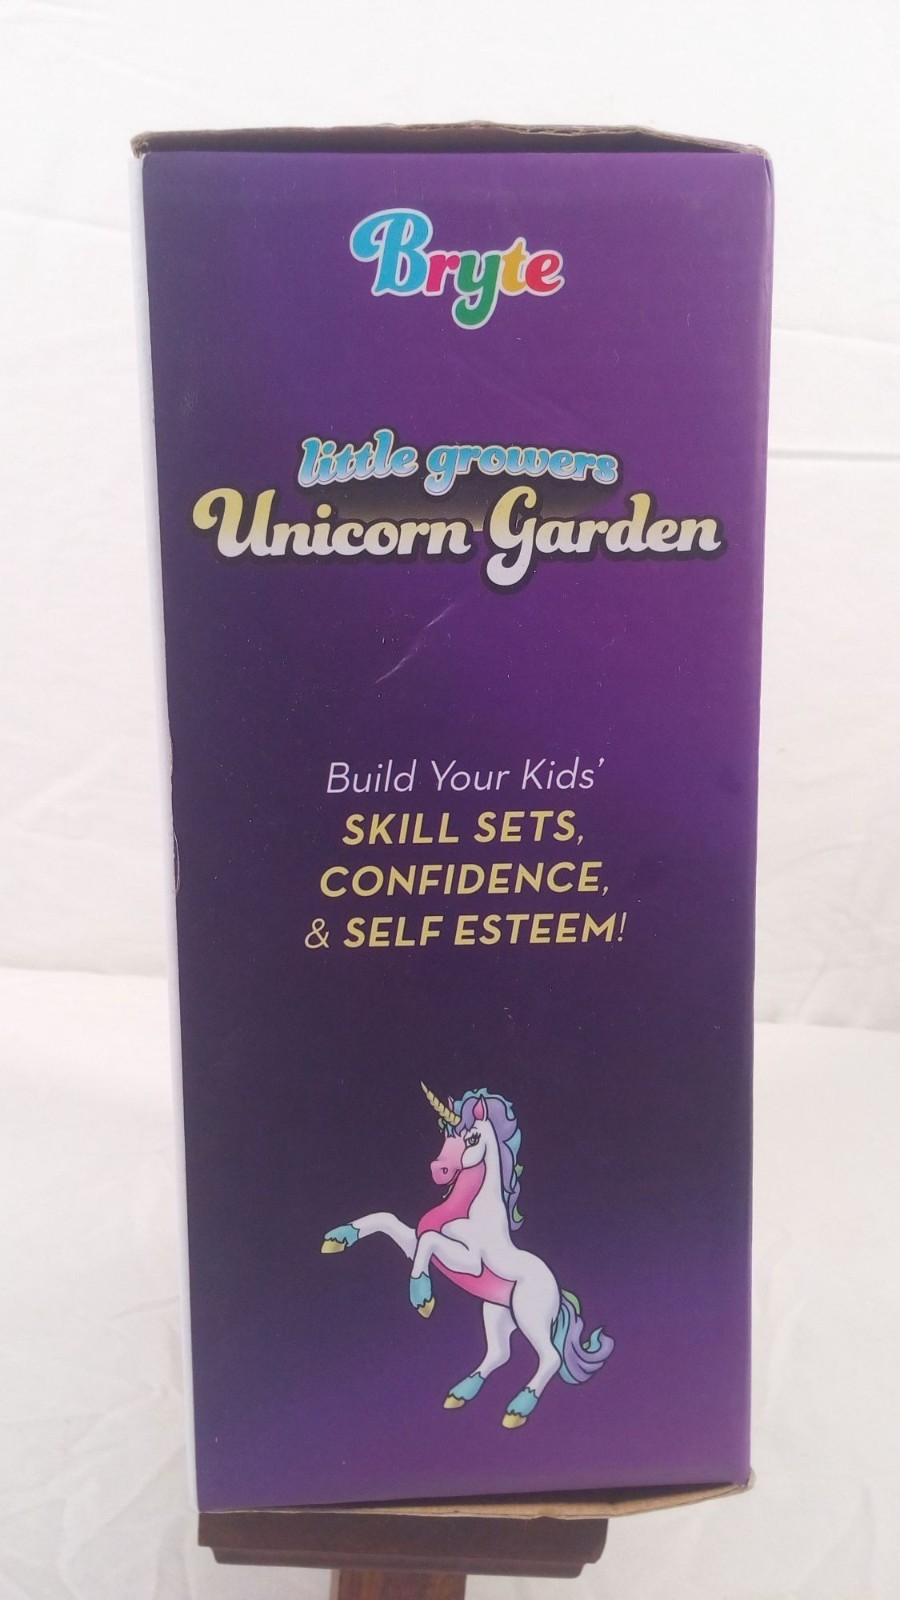 Bryte
little growers
Unicorn Garden
Build Your Kids’
SKILL SETS,
CONFIDENCE,
& SELF ESTEEM!